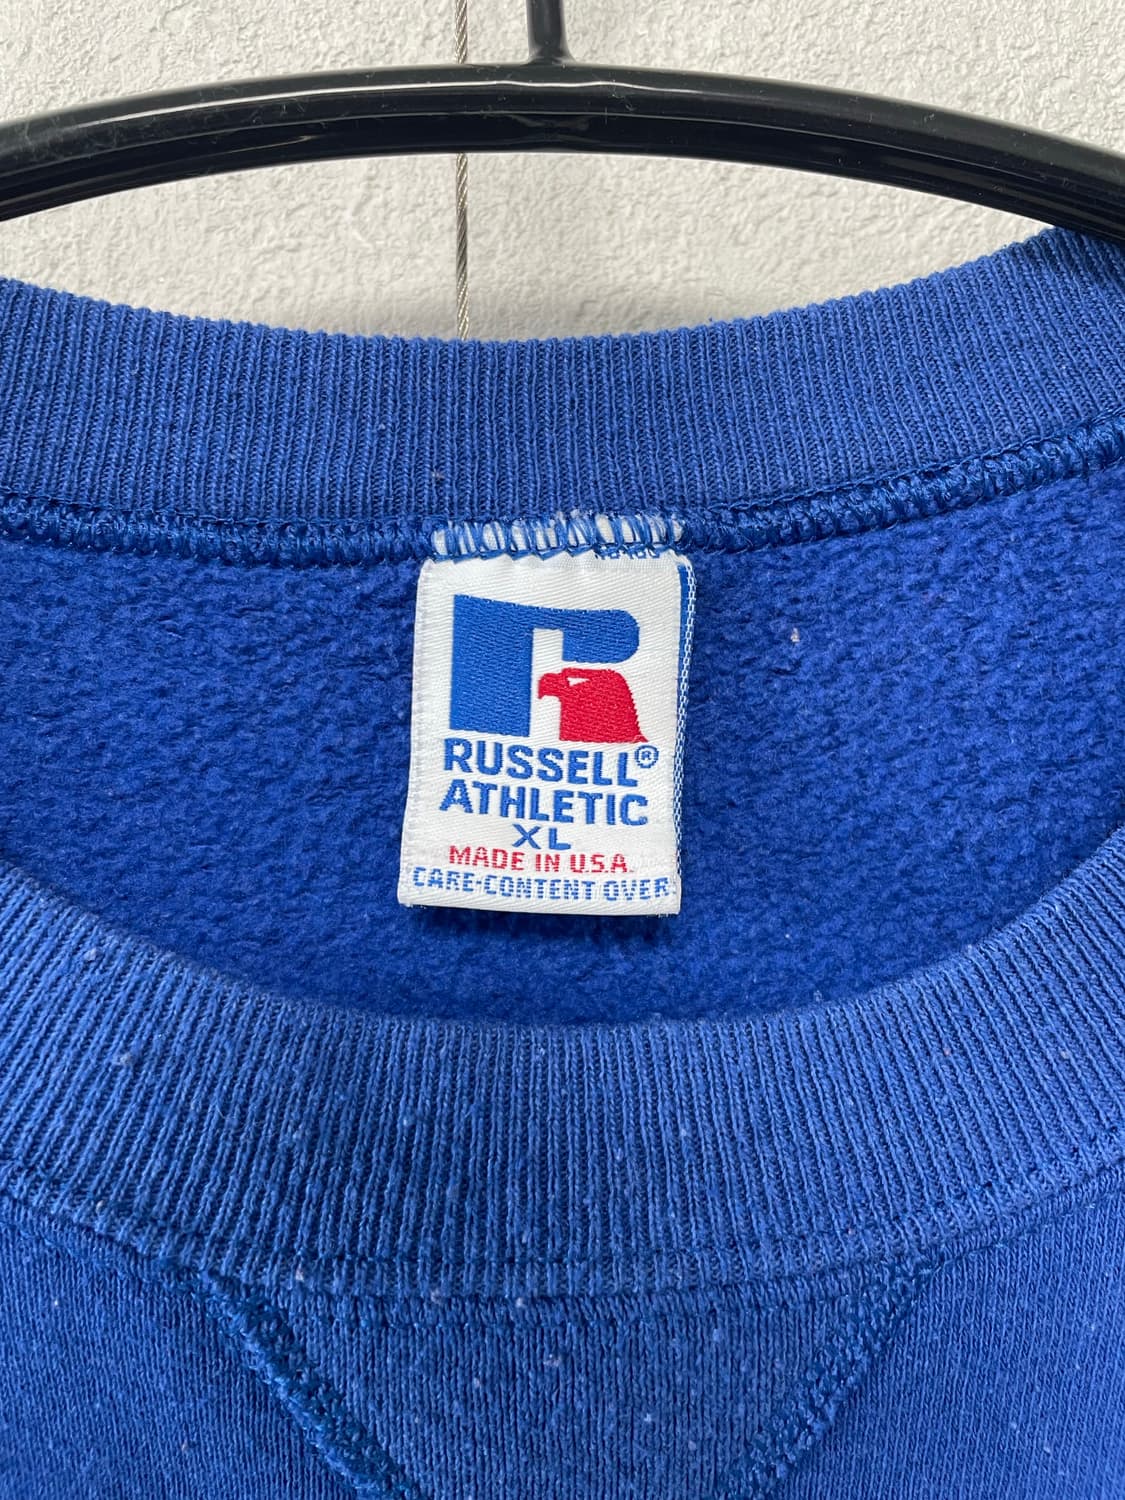 RUSSELL®
ATHLETIC
XL
MADE IN U.S.A.
CARE-CONTENT OVER